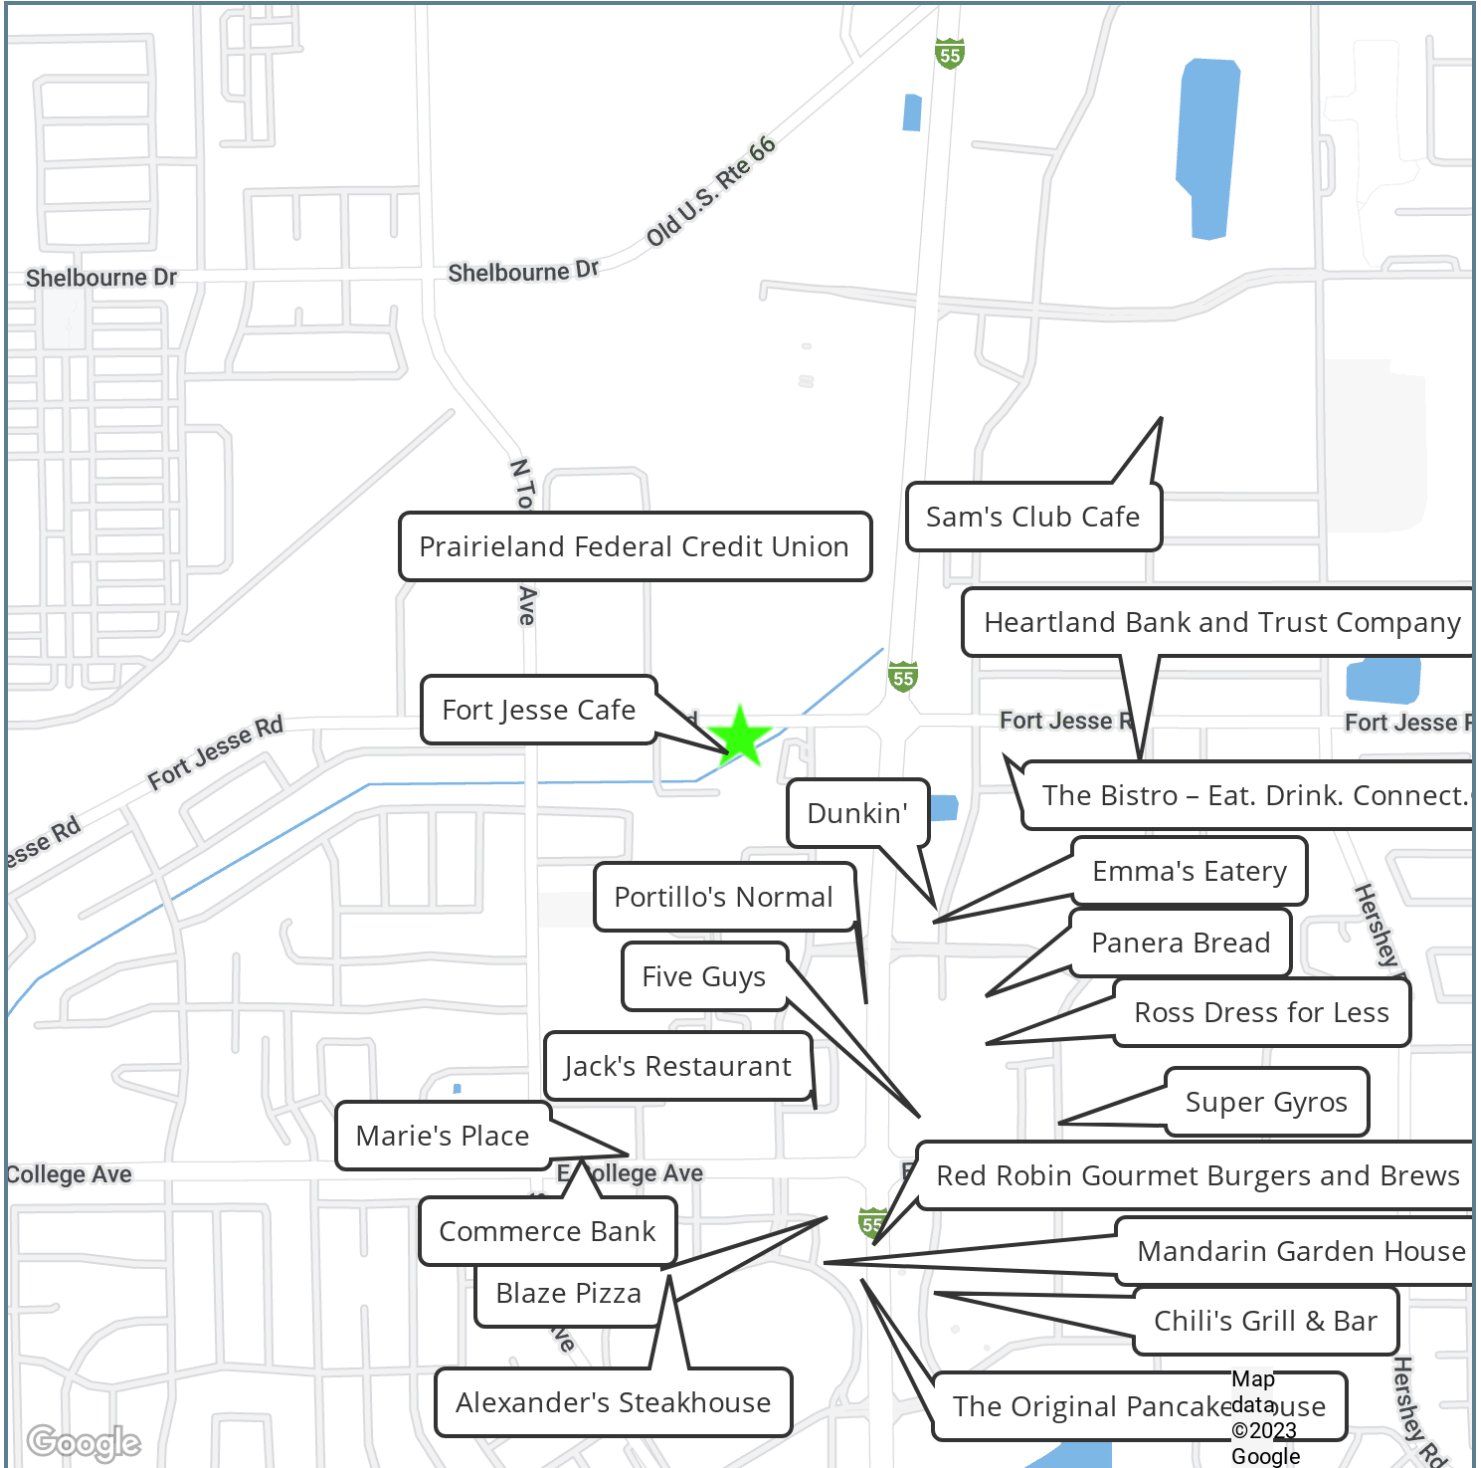 55
Old U.S. Rte 66
Shelbourne Dr
Shelbourne Dr
N To
Sam's Club Cafe
Prairieland Federal Credit Union
Ave
Heartland Bank and Trust Company
55
Fort Jesse Cafe
d
Fort Jesse R
Fort Jesse R
Fort Jesse Rd
esse Rd
The Bistro – Eat. Drink. Connect.
Dunkin'
Emma's Eatery
Portillo's Normal
Hershey
Panera Bread
Five Guys
Ross Dress for Less
Jack's Restaurant
Super Gyros
Marie's Place
College Ave
E College Ave
E
Red Robin Gourmet Burgers and Brews
55
Commerce Bank
Mandarin Garden House
Blaze Pizza
Chili's Grill & Bar
Ave
Hershey Rd
Alexander's Steakhouse
The Original Pancake ouse
Map
data
©2023
Google
Google